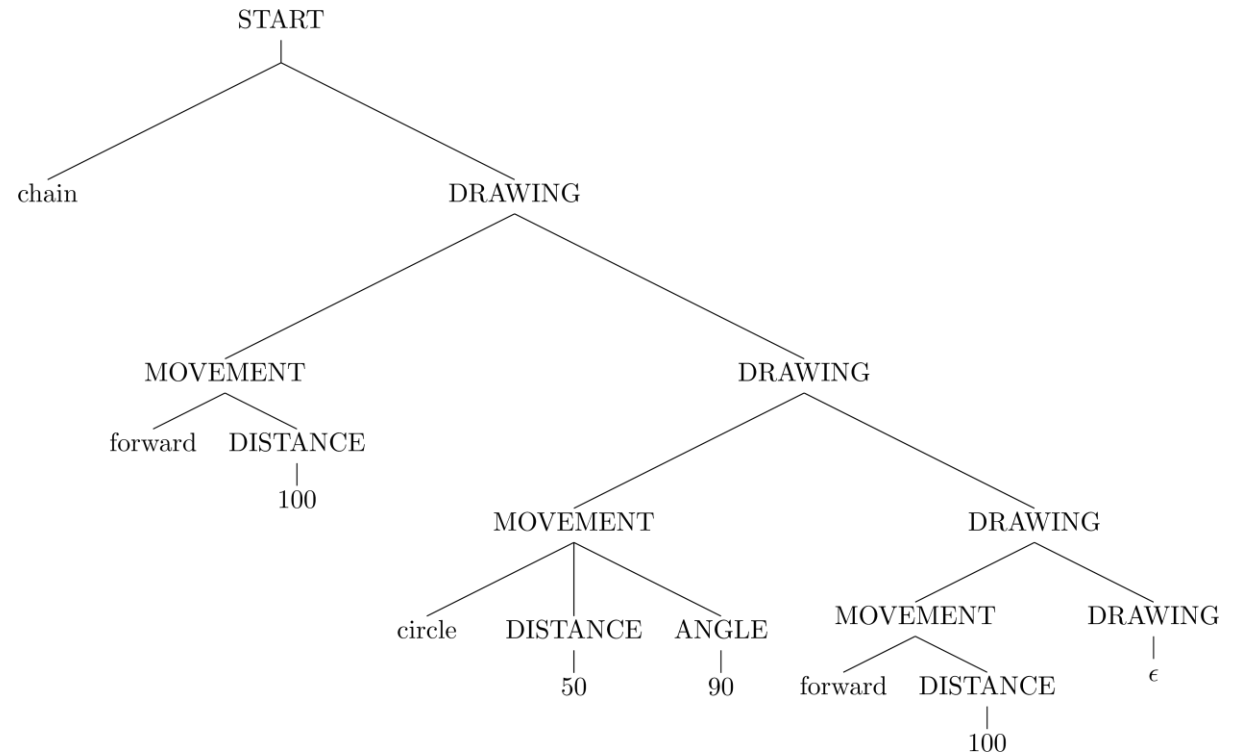 START
chain DRAWING
MOVEMENT DRAWING
forward DISTANCE
100
MOVEMENT DRAWING
circle DISTANCE ANGLE MOVEMENT DRAWING
50 90 forward DISTANCE ϵ
100